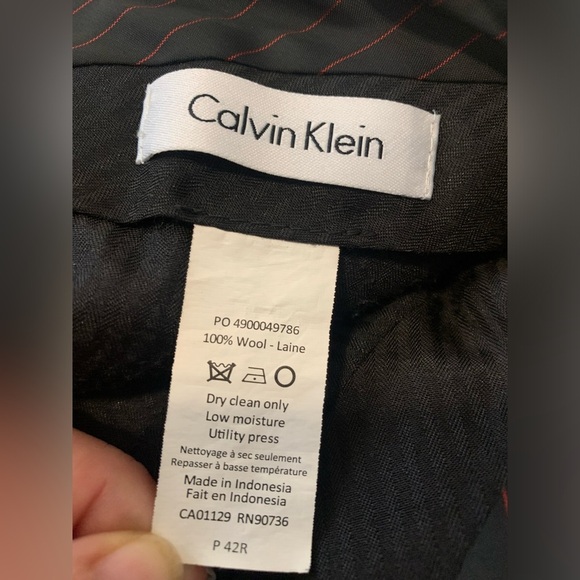 Calvin Klein
PO 4900049786
100% Wool - Laine
Dry clean only
Low moisture
Utility press
Nettoyage à sec seulement
Repasser à basse température
Made in Indonesia
Fait en Indonesia
CA01129 RN90736
P 42R